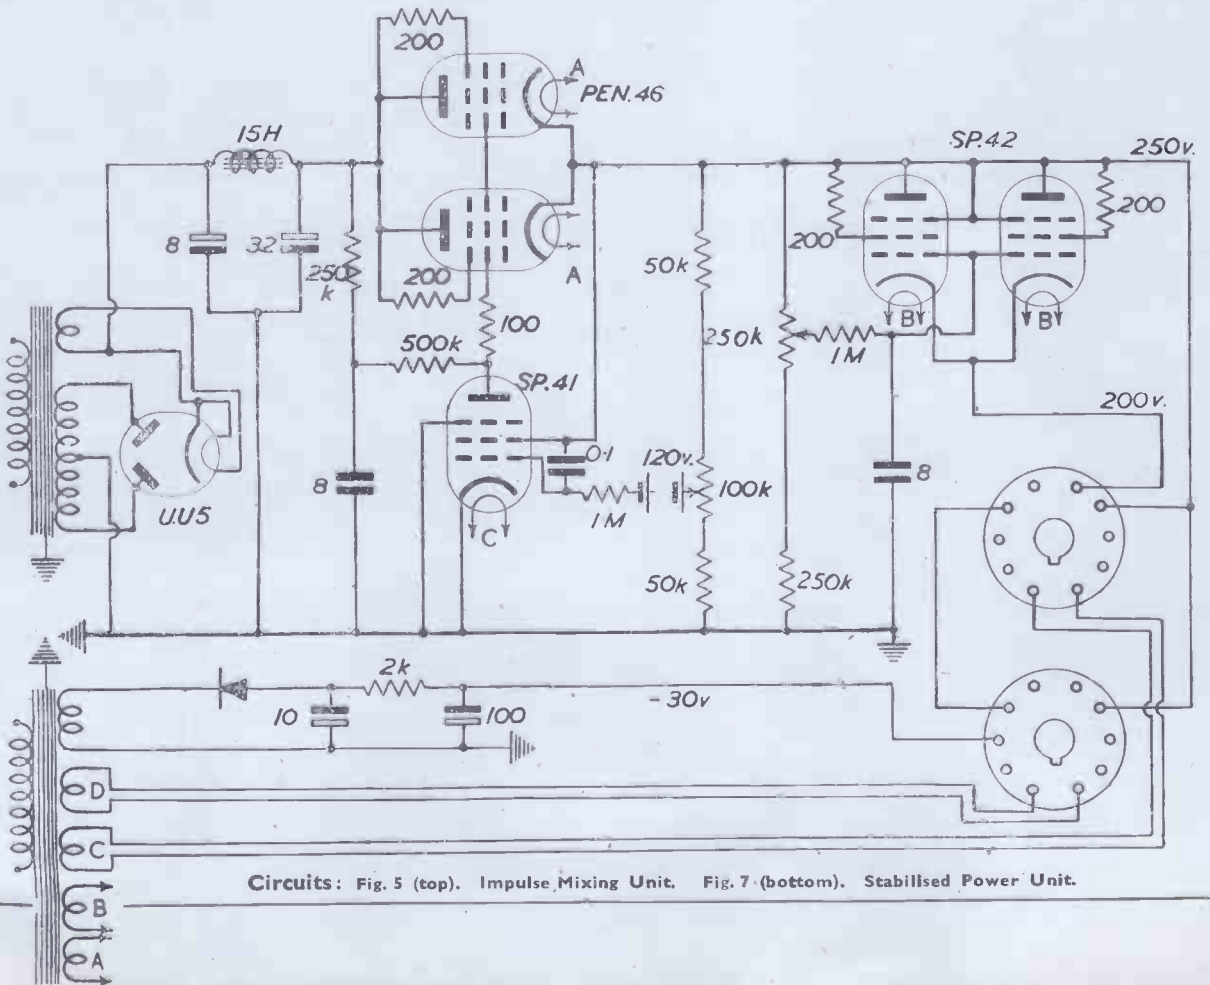 200
A
PEN. 46
15H
SP. 42
250v.
8
32
250
k
200
A
50k
200
200
100
250k
1M
B
B
500k
SP. 41
200v.
0·1
120v.
8
100k
8
U.U5
C
1M
50k
250k
2k
10
100
-30v
D
C
Circuits: Fig. 5 (top). Impulse Mixing Unit. Fig. 7 (bottom). Stabilised Power Unit.
B
A